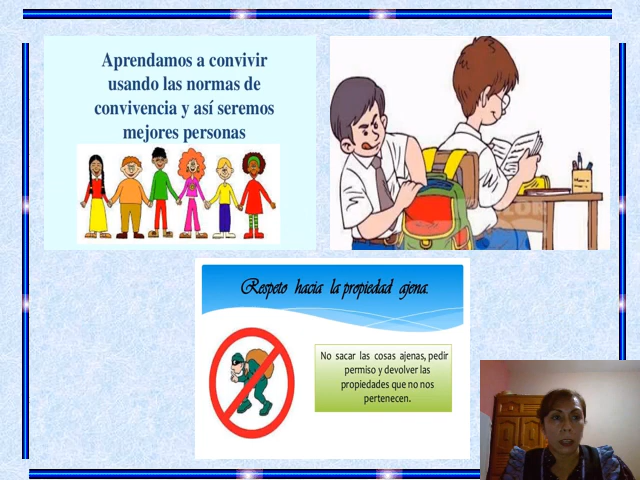 Aprendamos a convivir
usando las normas de
convivencia y así seremos
mejores personas
Respeto hacia la propiedad ajena.
No sacar las cosas ajenas, pedir
permiso y devolver las
propiedades que no nos
pertenecen.